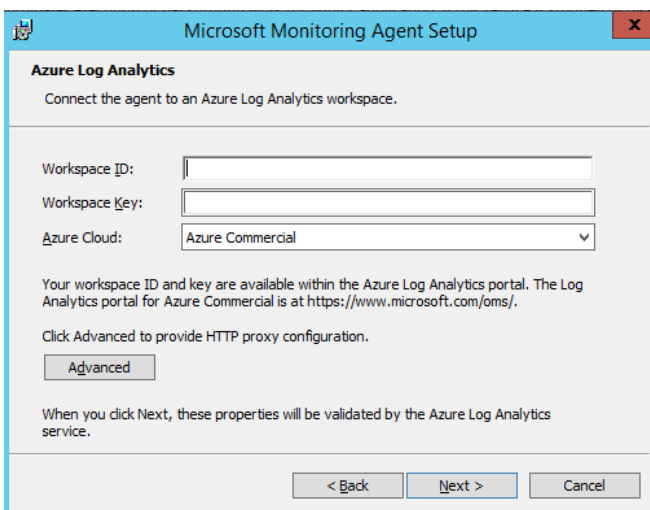 Microsoft Monitoring Agent Setup
x
Azure Log Analytics
Connect the agent to an Azure Log Analytics workspace.
Workspace ID:
Workspace Key:
Azure Cloud: Azure Commercial
Your workspace ID and key are available within the Azure Log Analytics portal. The Log
Analytics portal for Azure Commercial is at https://www.microsoft.com/oms/.
Click Advanced to provide HTTP proxy configuration.
Advanced
When you click Next, these properties will be validated by the Azure Log Analytics
service.
< Back Next > Cancel